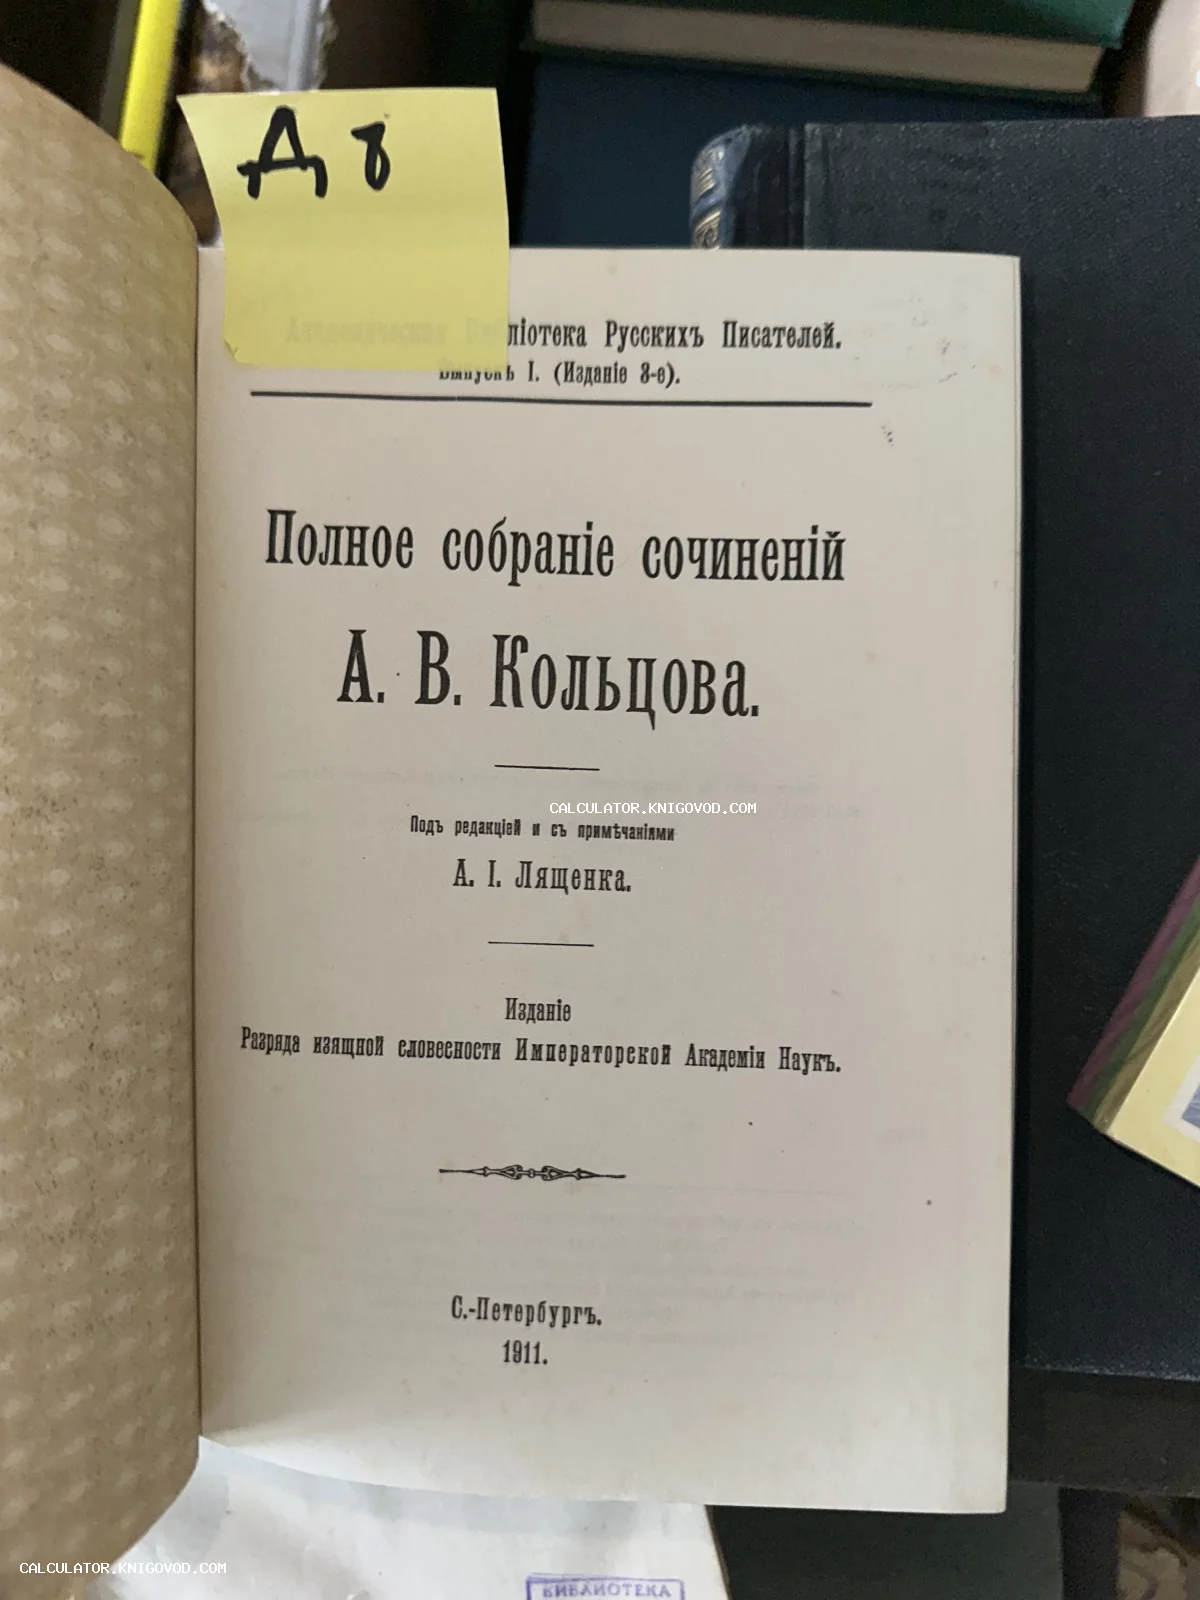 Д 8
Академическая Библіотека Русскихъ Писателей.
Выпускъ I. (Изданіе 3-е).
Полное собраніе сочиненій
А. В. Кольцова.
CALCULATOR.KNIGOVOD.COM
Подъ редакціей и съ примѣчаніями
А. І. Лященка.
Изданіе
Разряда изящной словесности Императорской Академіи Наукъ.
С.-Петербургъ.
1911.
CALCULATOR.KNIGOVOD.COM
БИБЛИОТЕКА